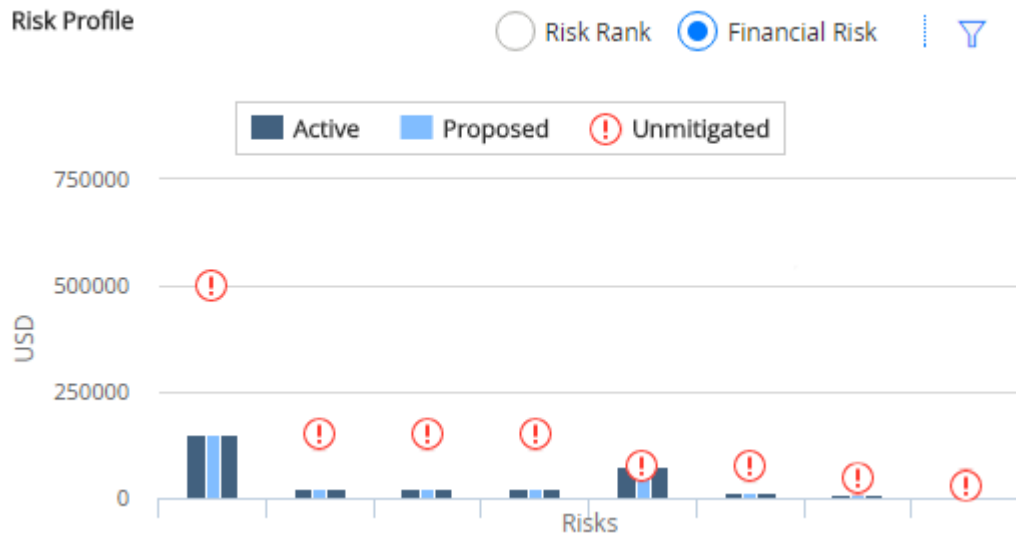 Risk Profile
Risk Rank
Financial Risk
Active
Proposed
Unmitigated
750000
500000
250000
0
USD
Risks